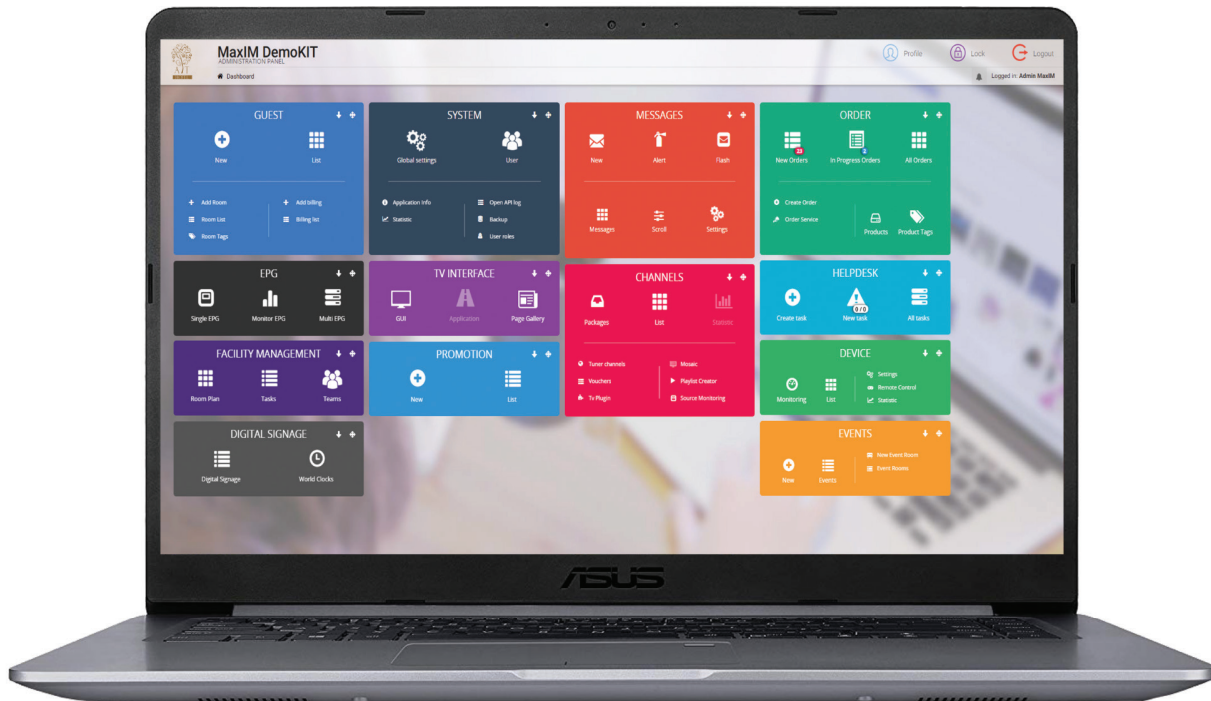 MaxIM DemoKIT
ADMINISTRATION PANEL
Dashboard
Profile
Lock
Logout
Logged in: Admin MaxIM
GUEST
New
List
Add Room
Room List
Room Tags
Add billing
Billing list
SYSTEM
Global settings
User
Application Info
Statistic
Open API log
Backup
User roles
MESSAGES
New
Alert
Flash
Messages
Scroll
Settings
ORDER
23
2
New Orders
In Progress Orders
All Orders
Create Order
Order Service
Products
Product Tags
EPG
Single EPG
Monitor EPG
Multi EPG
TV INTERFACE
GUI
Application
Page Gallery
CHANNELS
Packages
List
Statistic
Tuner channels
Vouchers
Tv Plugin
Mosaic
Playlist Creator
Source Monitoring
HELPDESK
0/0
Create task
New task
All tasks
FACILITY MANAGEMENT
Room Plan
Tasks
Teams
PROMOTION
New
List
DEVICE
Monitoring
List
Settings
Remote Control
Statistic
DIGITAL SIGNAGE
Digital Signage
World Clocks
EVENTS
New
Events
New Event Room
Event Rooms
ASUS